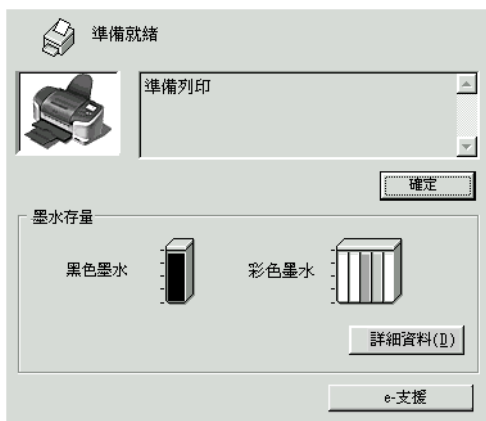 準備就緒
準備列印
確定
墨水存量
黑色墨水
彩色墨水
詳細資料(D)
e-支援